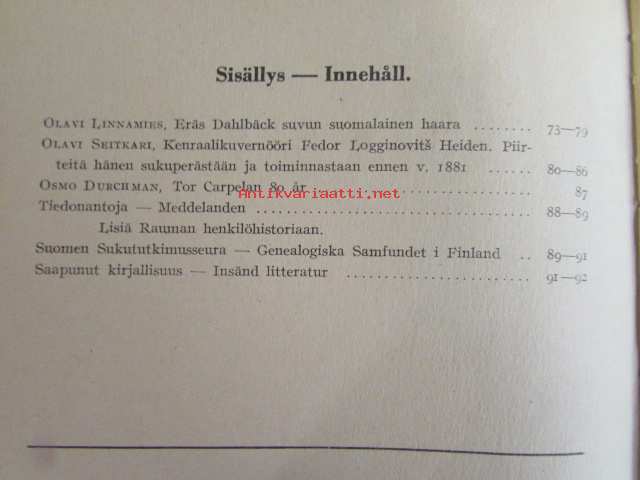 Sisällys — Innehåll.
OLAVI LINNAMIES, Eräs Dahlbäck suvun suomalainen haara ........ 73—79
OLAVI SEITKARI, Kenraalikuvernööri Fedor Logginovitš Heiden. Piir-
teitä hänen sukuperästään ja toiminnastaan ennen v. 1881 ...... 80—86
OSMO DURCHMAN, Tor Carpelan 80 år 87
Antikvariaatti.net
Tiedonantoja — Meddelanden 88—89
Lisiä Rauman henkilöhistoriaan.
Suomen Sukututkimusseura — Genealogiska Samfundet i Finland .. 89—91
Saapunut kirjallisuus — Insänd litteratur 91—92